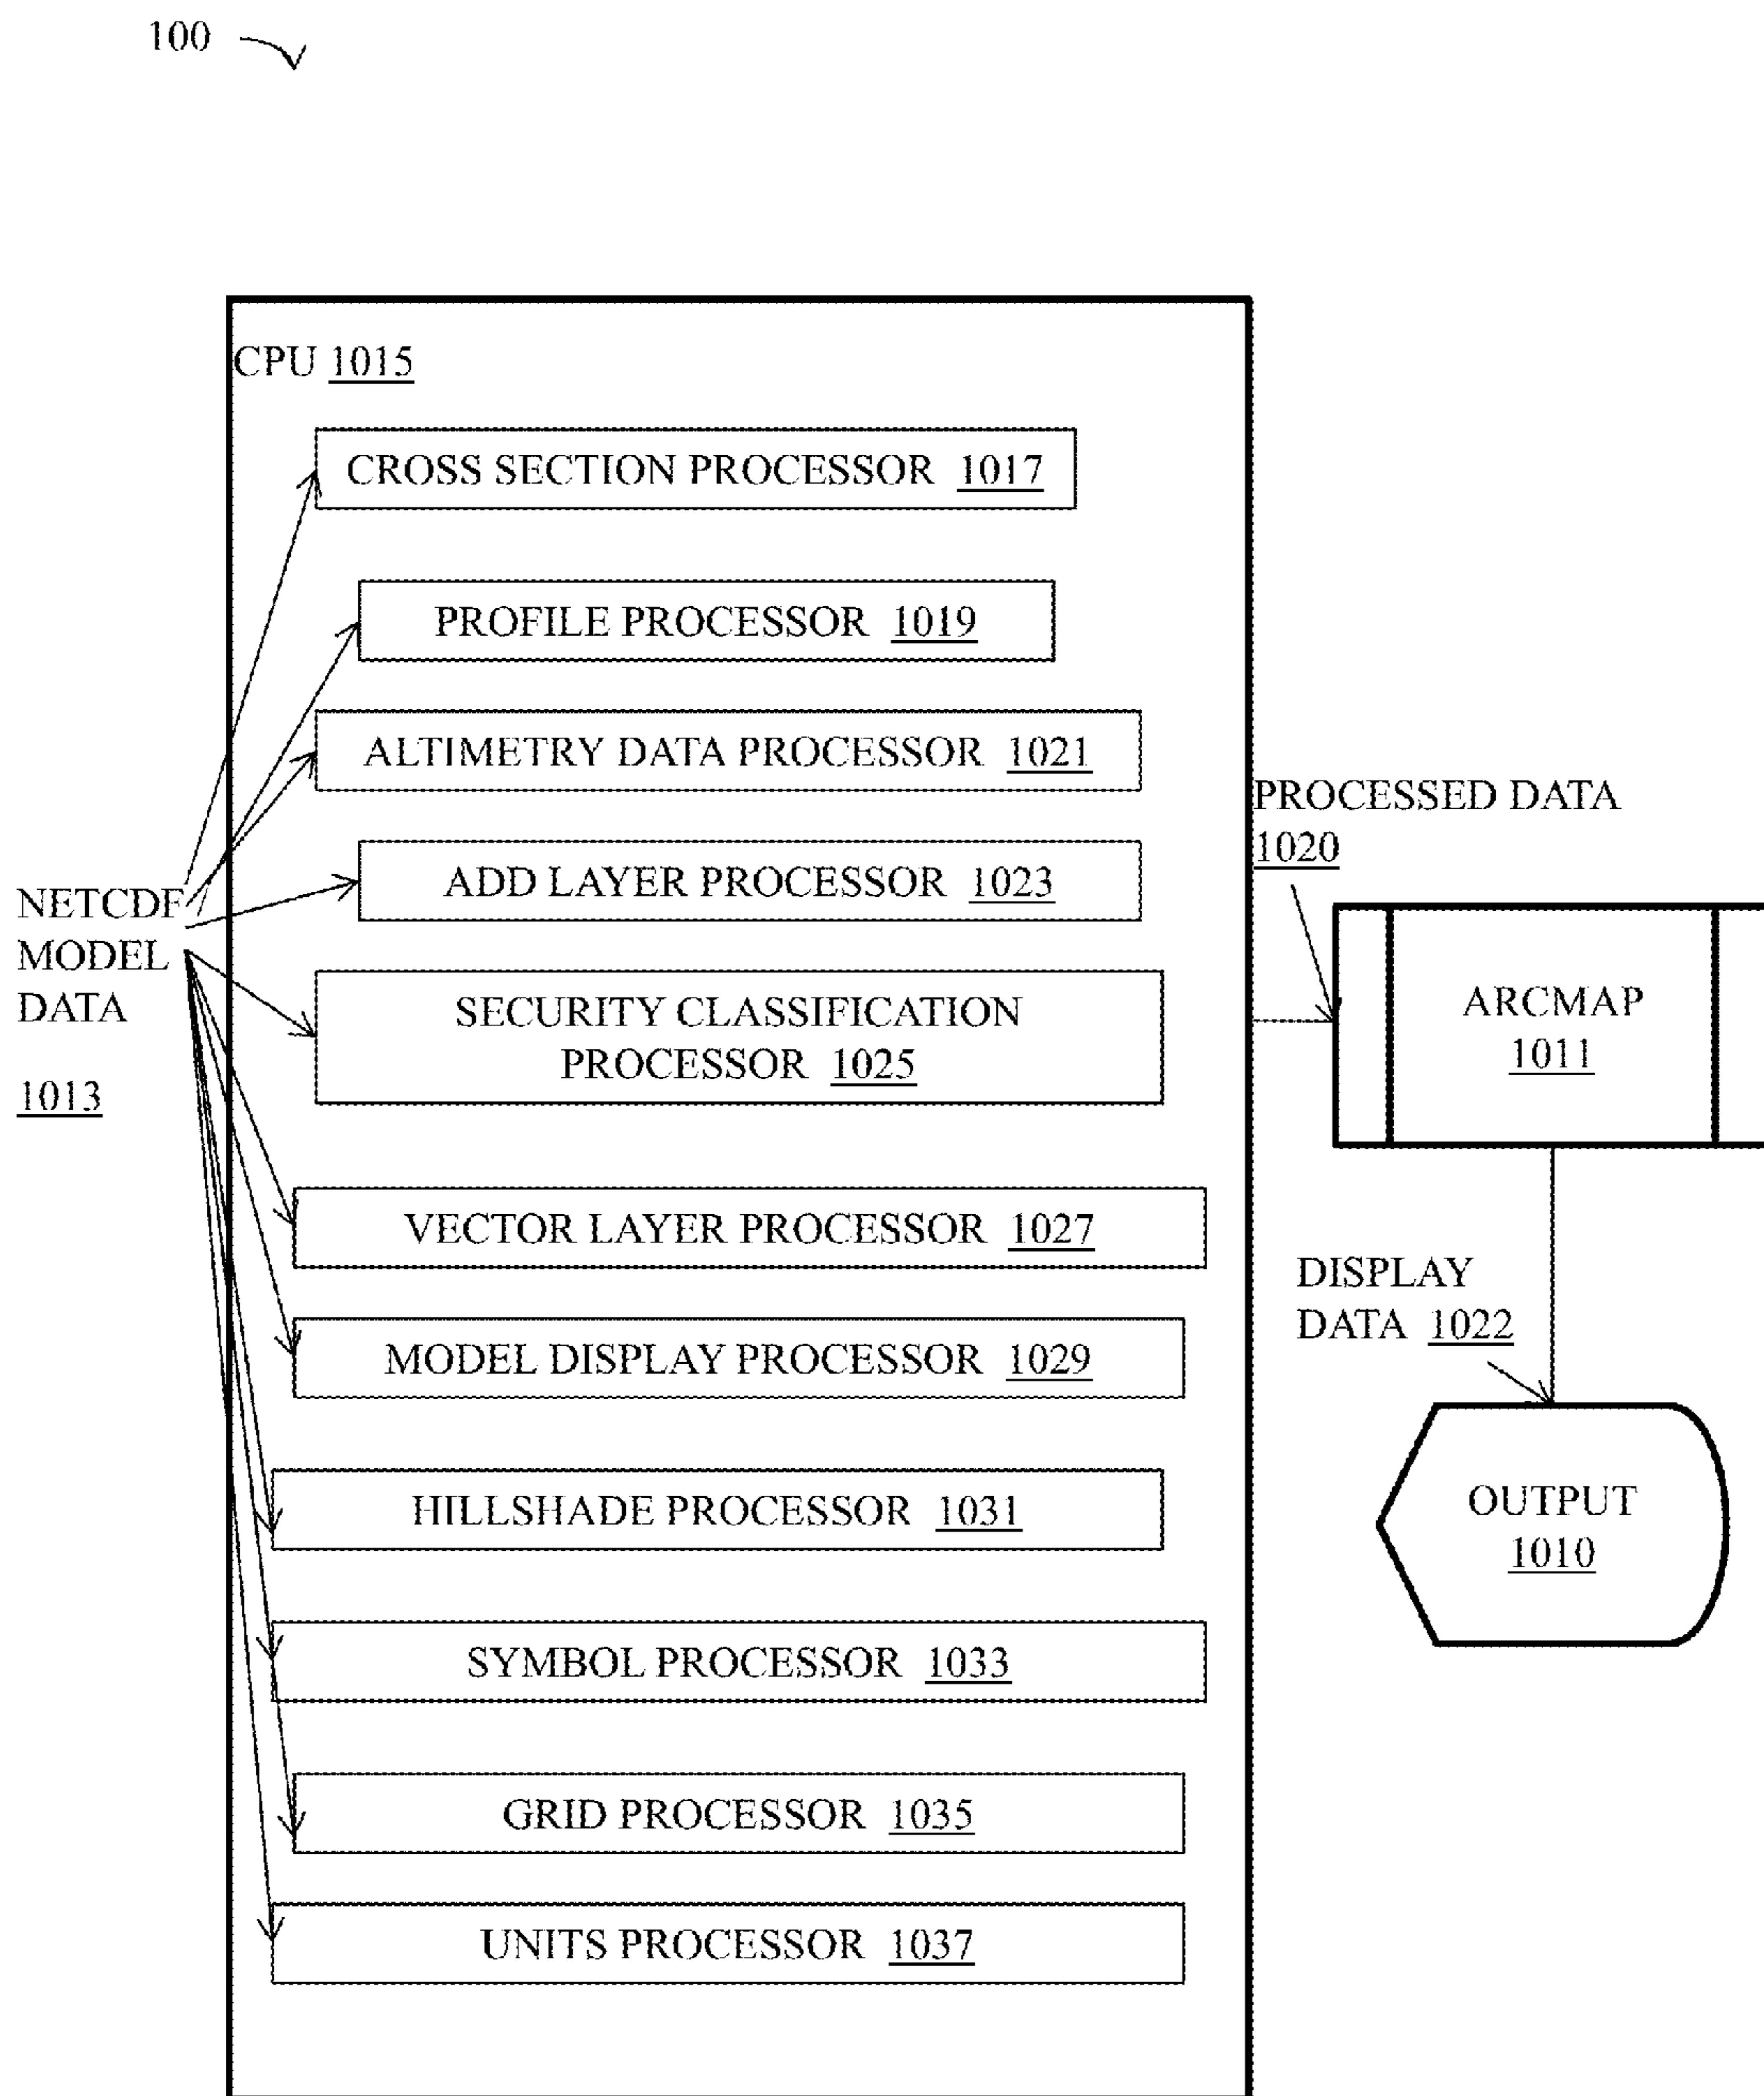 100
CPU 1015
CROSS SECTION PROCESSOR 1017
PROFILE PROCESSOR 1019
ALTIMETRY DATA PROCESSOR 1021
ADD LAYER PROCESSOR 1023
SECURITY CLASSIFICATION
PROCESSOR 1025
VECTOR LAYER PROCESSOR 1027
MODEL DISPLAY PROCESSOR 1029
HILLSHADE PROCESSOR 1031
SYMBOL PROCESSOR 1033
GRID PROCESSOR 1035
UNITS PROCESSOR 1037
NETCDF
MODEL
DATA
1013
PROCESSED DATA
1020
ARCMAP
1011
DISPLAY
DATA 1022
OUTPUT
1010